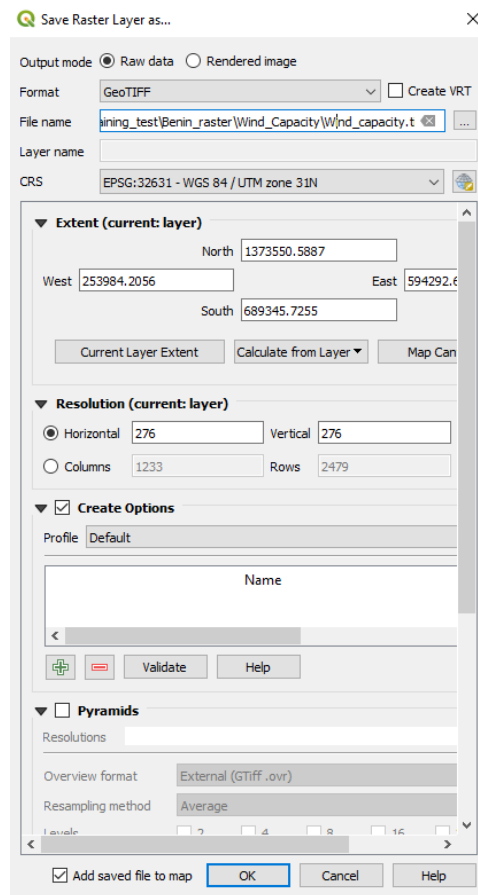 Save Raster Layer as...
Output mode Raw data Rendered image
Format GeoTIFF Create VRT
File name aining_test\Benin_raster\Wind_Capacity\Wind_capacity.t ...
Layer name
CRS EPSG:32631 - WGS 84 / UTM zone 31N
Extent (current: layer)
North 1373550.5887
West 253984.2056 East 594292.6
South 689345.7255
Current Layer Extent Calculate from Layer Map Can
Resolution (current: layer)
Horizontal 276 Vertical 276
Columns 1233 Rows 2479
Create Options
Profile Default
Name
Validate Help
Pyramids
Resolutions
Overview format External (GTiff .ovr)
Resampling method Average
Levels 2 4 8 16
Add saved file to map OK Cancel Help